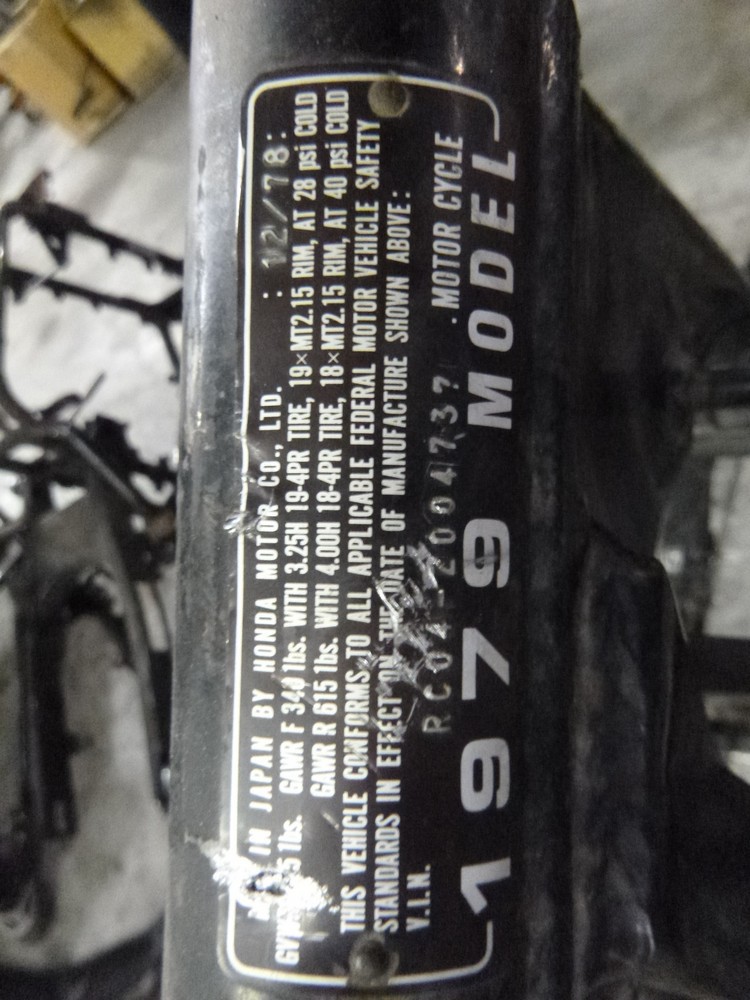 IN JAPAN BY HONDA MOTOR CO., LTD. : 12/78:
lbs. GAWR F 340 lbs. WITH 3.25H 19-4PR TIRE, 19×MT2.15 RIM, AT 28 psi COLD
GAWR R 615 lbs. WITH 4.00H 18-4PR TIRE, 18×MT2.15 RIM, AT 40 psi COLD
THIS VEHICLE CONFORMS TO ALL APPLICABLE FEDERAL MOTOR VEHICLE SAFETY
STANDARDS IN EFFECT ON THE DATE OF MANUFACTURE SHOWN ABOVE:
V.I.N. . MOTOR CYCLE
1979 MODEL